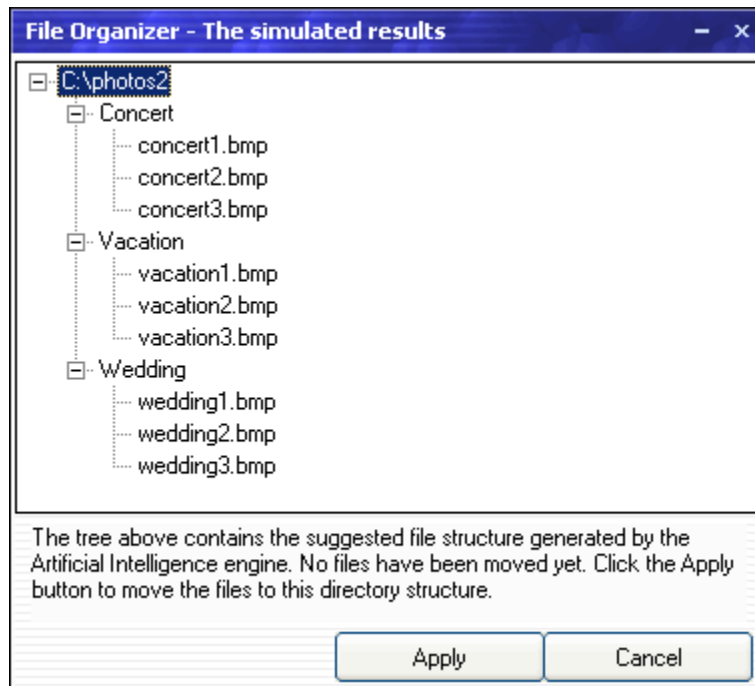 File Organizer - The simulated results
C:\photos2
Concert
concert1.bmp
concert2.bmp
concert3.bmp
Vacation
vacation1.bmp
vacation2.bmp
vacation3.bmp
Wedding
wedding1.bmp
wedding2.bmp
wedding3.bmp
The tree above contains the suggested file structure generated by the
Artificial Intelligence engine. No files have been moved yet. Click the Apply
button to move the files to this directory structure.
Apply
Cancel